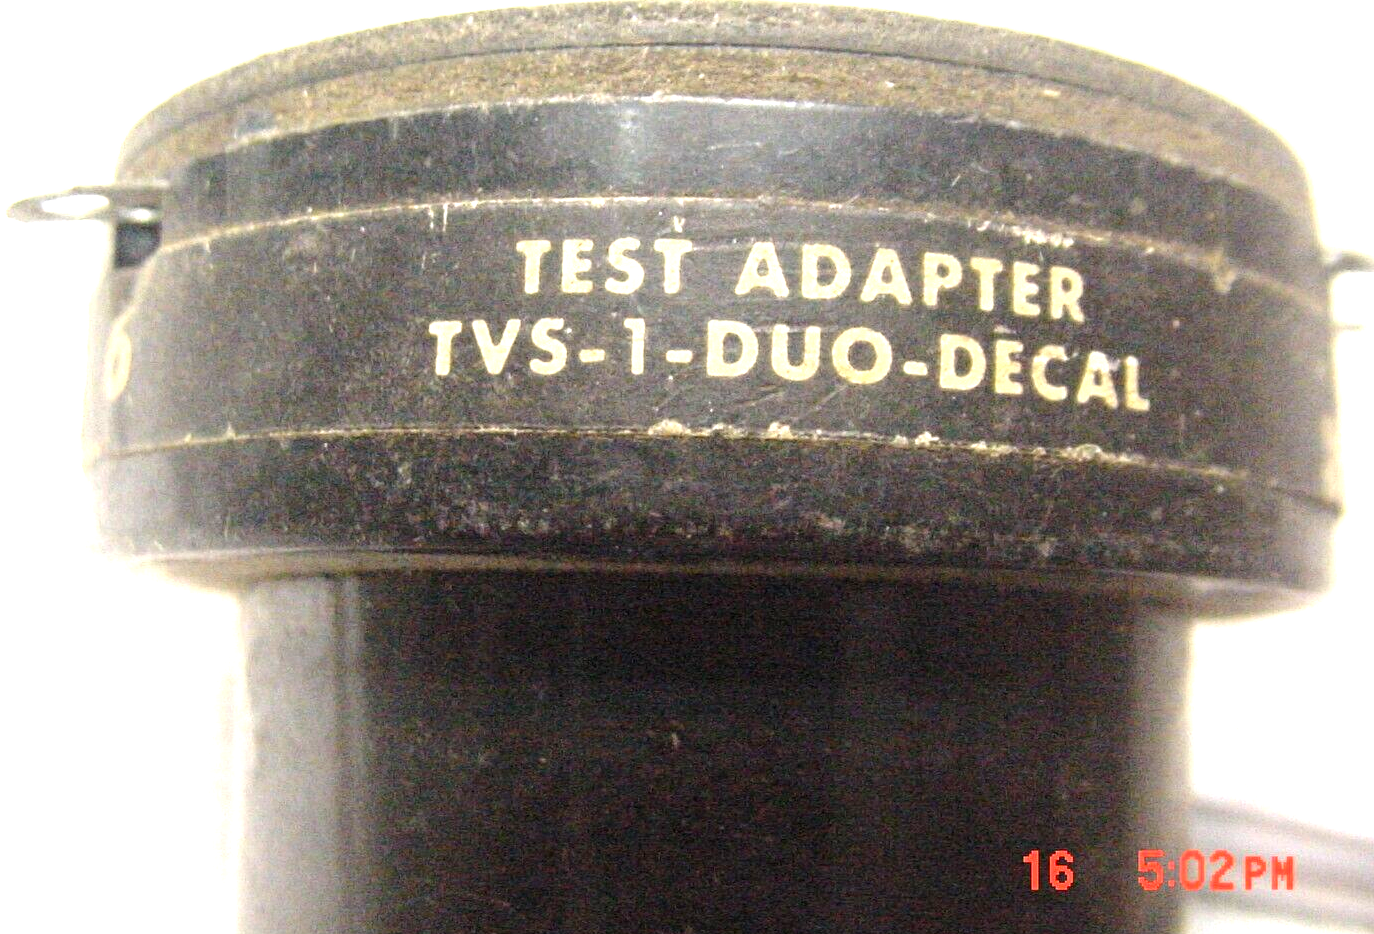 TEST ADAPTER
TVS-1-DUO-DECAL
16 5:02PM